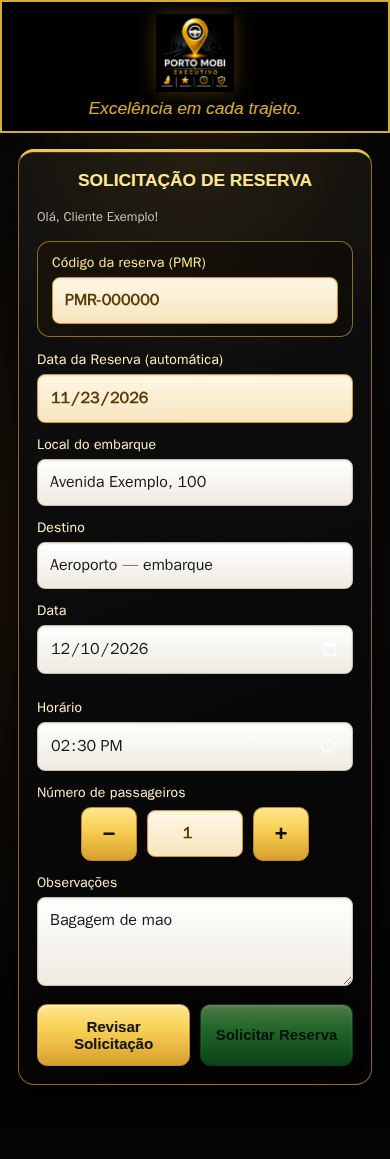 PORTO MOBI
EXECUTIVO
Excelência em cada trajeto.
SOLICITAÇÃO DE RESERVA
Olá, Cliente Exemplo!
Código da reserva (PMR)
PMR-000000
Data da Reserva (automática)
11/23/2026
Local do embarque
Avenida Exemplo, 100
Destino
Aeroporto — embarque
Data
12/10/2026
Horário
02:30 PM
Número de passageiros
− 1 +
Observações
Bagagem de mao
Revisar
Solicitação
Solicitar Reserva